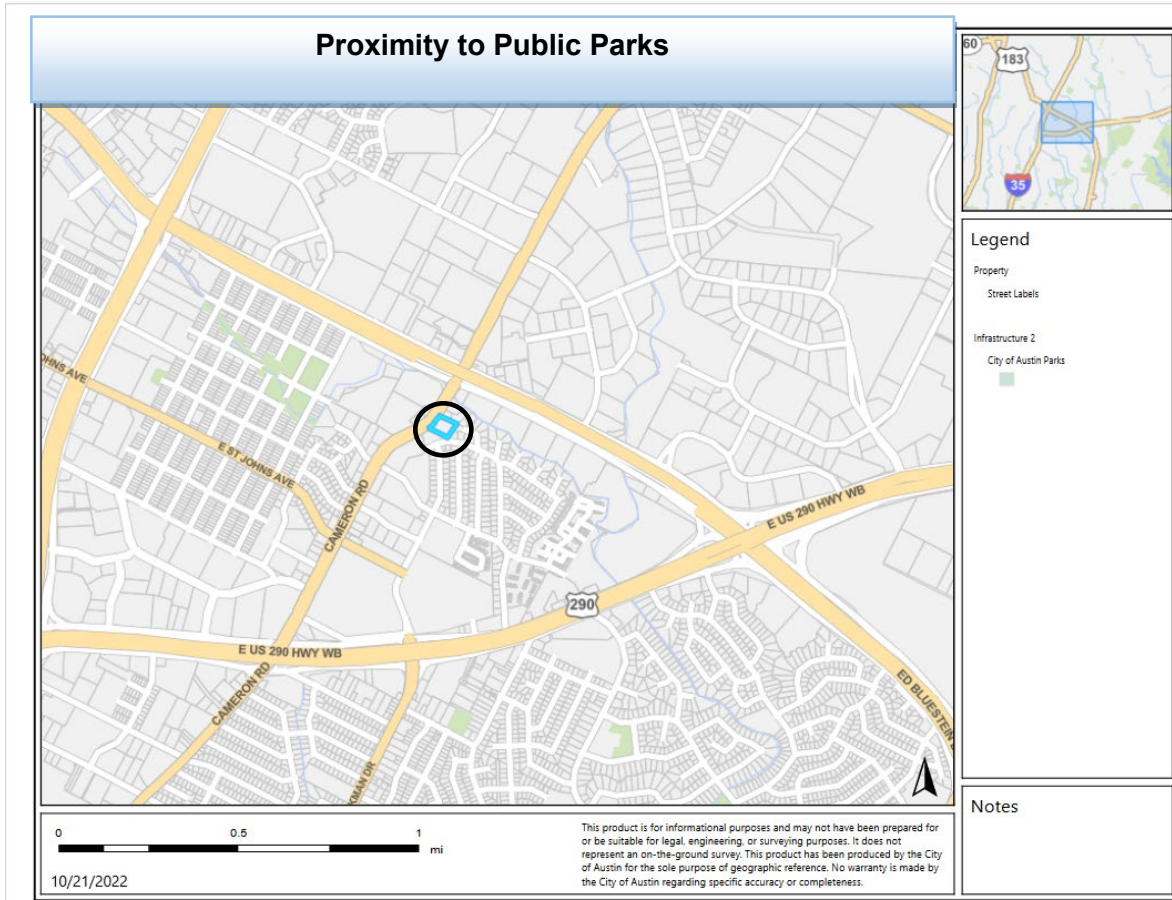 Proximity to Public Parks
60
183
35
Legend
Property
Street Labels
Infrastructure 2
City of Austin Parks
Notes
OHNS AVE
E ST JOHNS AVE
CAMERON RD
E US 290 HWY WB
290
E US 290 HWY WB
CAMERON RD
KMAN DR
ED BLUESTEIN
0 0.5 1
mi
10/21/2022
This product is for informational purposes and may not have been prepared for
or be suitable for legal, engineering, or surveying purposes. It does not
represent an on-the-ground survey. This product has been produced by the City
of Austin for the sole purpose of geographic reference. No warranty is made by
the City of Austin regarding specific accuracy or completeness.